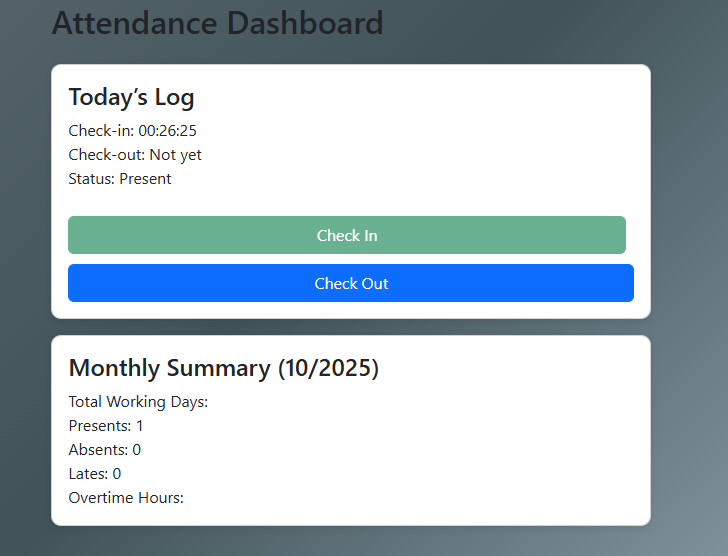 Attendance Dashboard
Today’s Log
Check-in: 00:26:25
Check-out: Not yet
Status: Present
Check In
Check Out
Monthly Summary (10/2025)
Total Working Days:
Presents: 1
Absents: 0
Lates: 0
Overtime Hours: